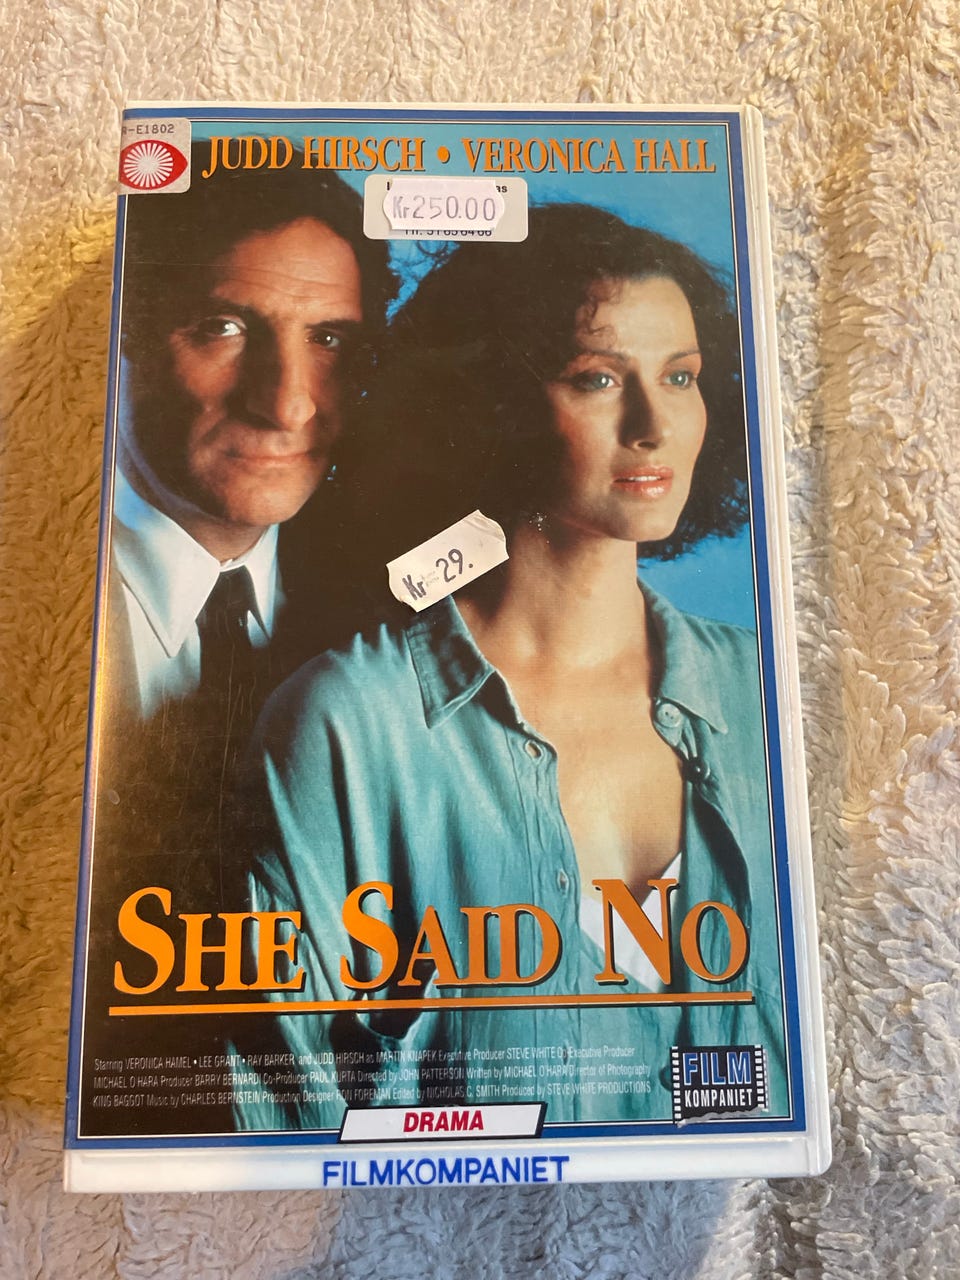 -E1802
JUDD HIRSCH • VERONICA HALL
Kr250.00
Kr 29.
SHE SAID NO
Starring VERONICA HAMEL • LEE GRANT • RAY BARKER and JUDD HIRSCH as MARTIN KNAPEK Executive Producer STEVE WHITE Co-Executive Producer
MICHAEL O HARA Producer BARRY BERNARDI Co-Producer PAUL KURTA Directed by JOHN PATTERSON Written by MICHAEL O HARA Director of Photography
KING BAGGOT Music by CHARLES BERNSTEIN Production Designer RON FOREMAN Edited by NICHOLAS C. SMITH Produced by STEVE WHITE PRODUCTIONS
FILM
KOMPANIET
DRAMA
FILMKOMPANIET